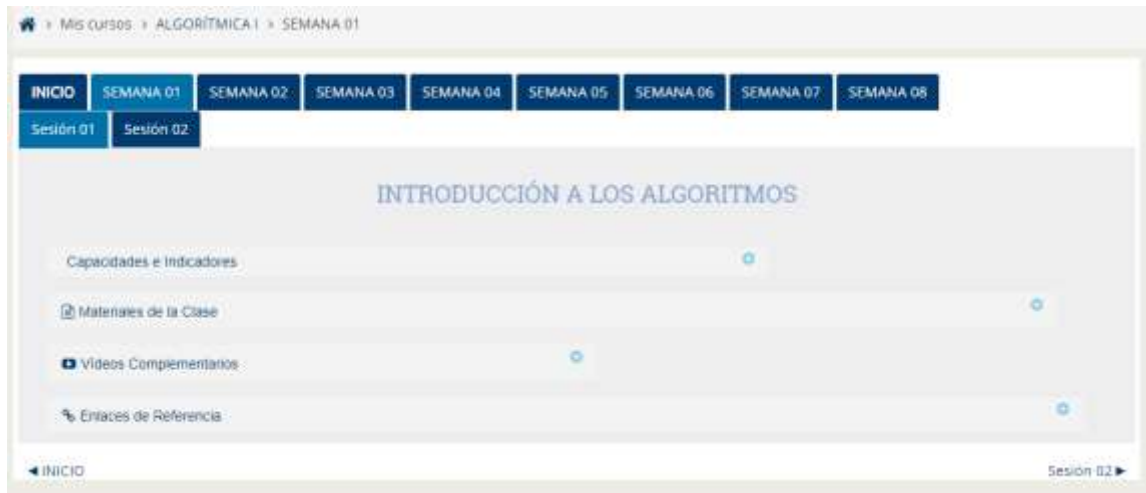 Mis cursos ALGORÍTMICA I SEMANA 01
INICIO SEMANA 01 SEMANA 02 SEMANA 03 SEMANA 04 SEMANA 05 SEMANA 06 SEMANA 07 SEMANA 08
Sesión 01 Sesión 02
INTRODUCCIÓN A LOS ALGORITMOS
Capacidades e Indicadores
Materiales de la Clase
Vídeos Complementarios
Enlaces de Referencia
INICIO Sesión 02